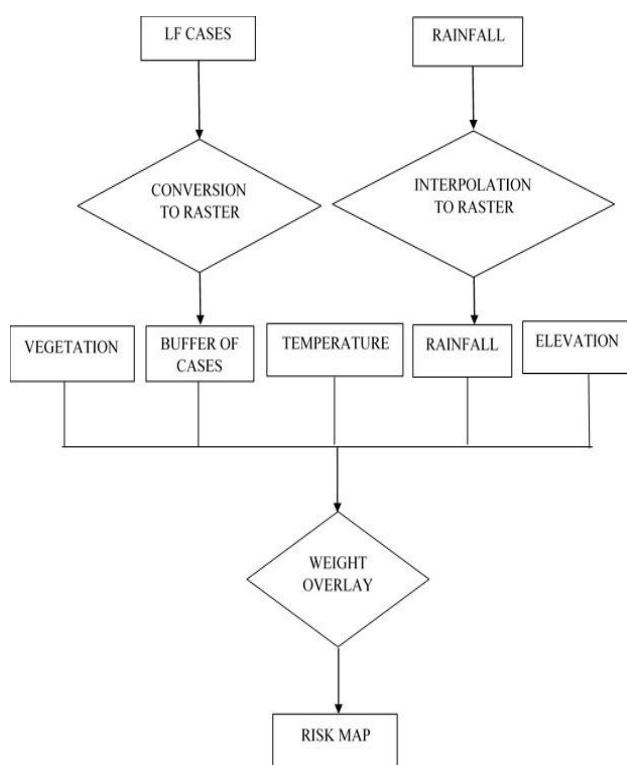 LF CASES
RAINFALL
CONVERSION
TO RASTER
INTERPOLATION
TO RASTER
VEGETATION
BUFFER OF
CASES
TEMPERATURE
RAINFALL
ELEVATION
WEIGHT
OVERLAY
RISK MAP